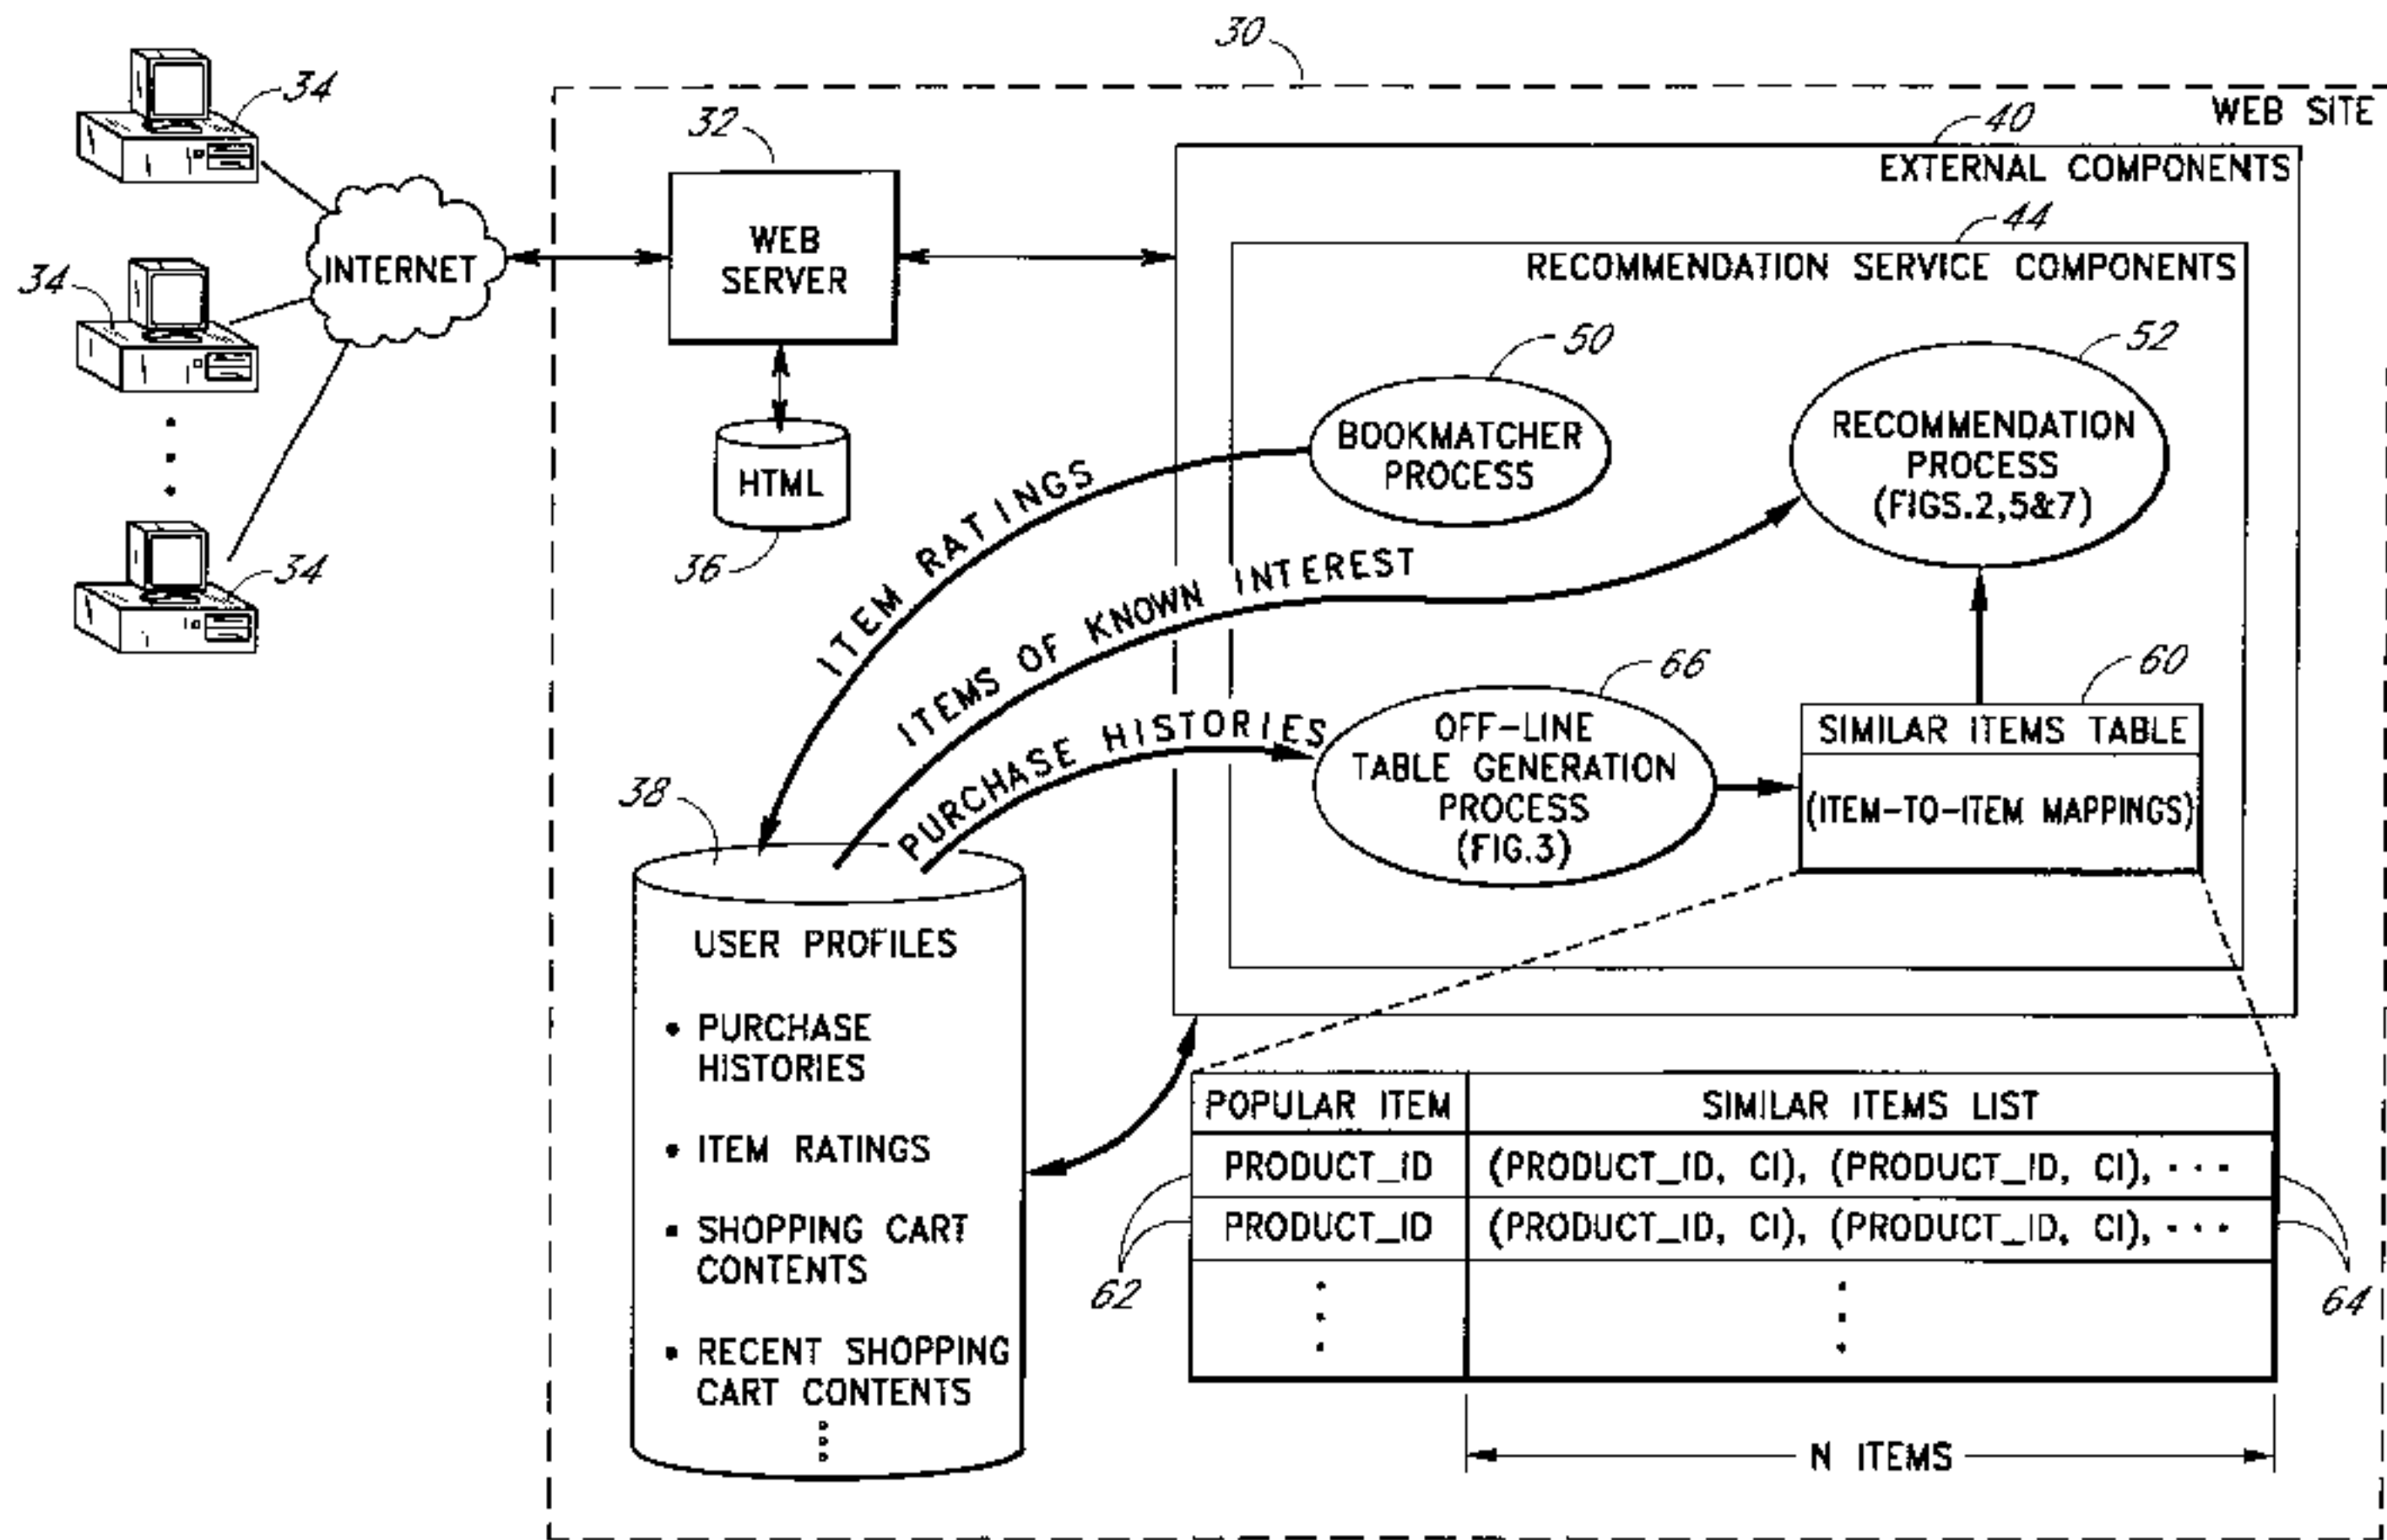 30
WEB SITE
34
34
34
INTERNET
32
WEB
SERVER
HTML
36
40
EXTERNAL COMPONENTS
44
RECOMMENDATION SERVICE COMPONENTS
50
BOOKMATCHER
PROCESS
52
RECOMMENDATION
PROCESS
(FIGS.2,5&7)
ITEM RATINGS
ITEMS OF KNOWN INTEREST
PURCHASE HISTORIES
66
OFF-LINE
TABLE GENERATION
PROCESS
(FIG.3)
60
SIMILAR ITEMS TABLE
(ITEM-TO-ITEM MAPPINGS)
38
USER PROFILES
• PURCHASE
HISTORIES
• ITEM RATINGS
• SHOPPING CART
CONTENTS
• RECENT SHOPPING
CART CONTENTS
POPULAR ITEM SIMILAR ITEMS LIST
PRODUCT_ID (PRODUCT_ID, CI), (PRODUCT_ID, CI), • • •
PRODUCT_ID (PRODUCT_ID, CI), (PRODUCT_ID, CI), • • •
62
64
N ITEMS